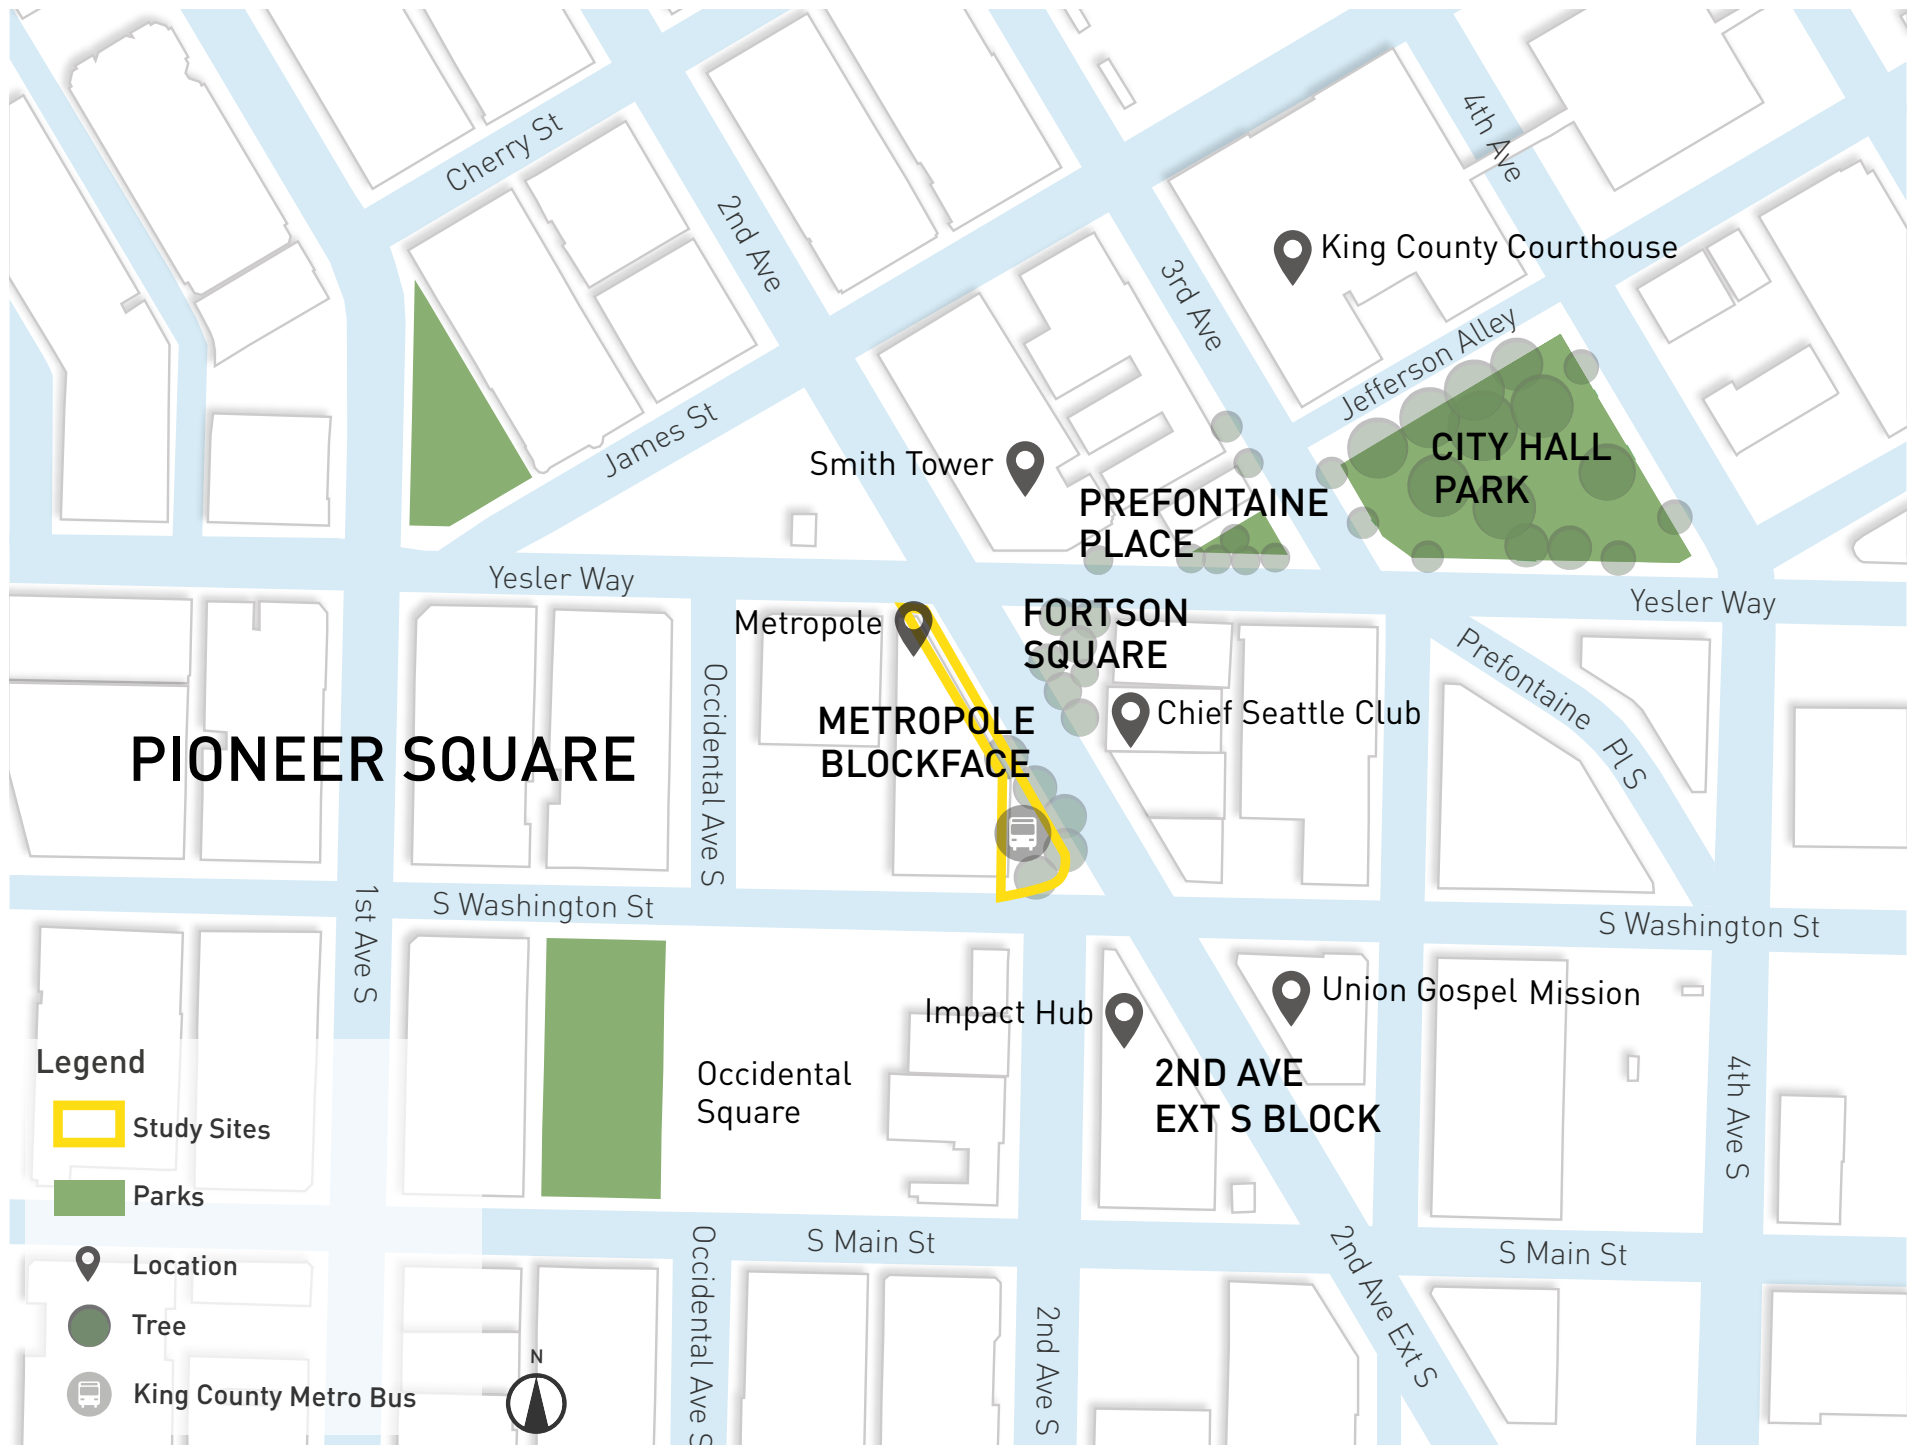 Cherry St
4th Ave
2nd Ave
King County Courthouse
3rd Ave
Jefferson Alley
James St
CITY HALL
PARK
Smith Tower
PREFONTAINE
PLACE
Yesler Way
Yesler Way
Metropole
FORTSON
SQUARE
Prefontaine Pl S
Occidental Ave S
Chief Seattle Club
METROPOLE
BLOCKFACE
PIONEER SQUARE
1st Ave S
S Washington St
S Washington St
Union Gospel Mission
Impact Hub
Legend
Occidental
Square
2ND AVE
EXT S BLOCK
4th Ave S
Study Sites
Parks
S Main St
S Main St
Occidental Ave S
2nd Ave Ext S
Location
2nd Ave S
Tree
N
King County Metro Bus